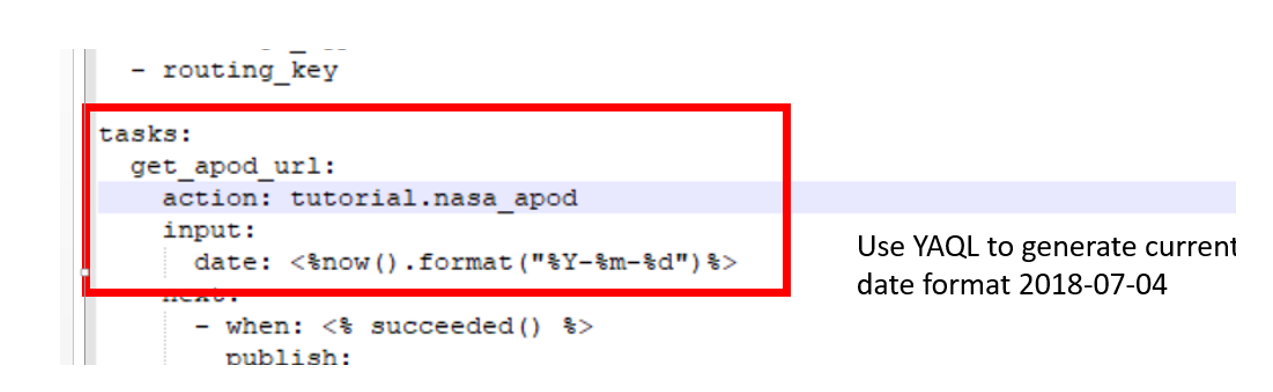 - routing_key
tasks:
get_apod_url:
action: tutorial.nasa_apod
input:
date: <%now().format("%Y-%m-%d")%>
next:
- when: <% succeeded() %>
publish:
Use YAQL to generate current
date format 2018-07-04